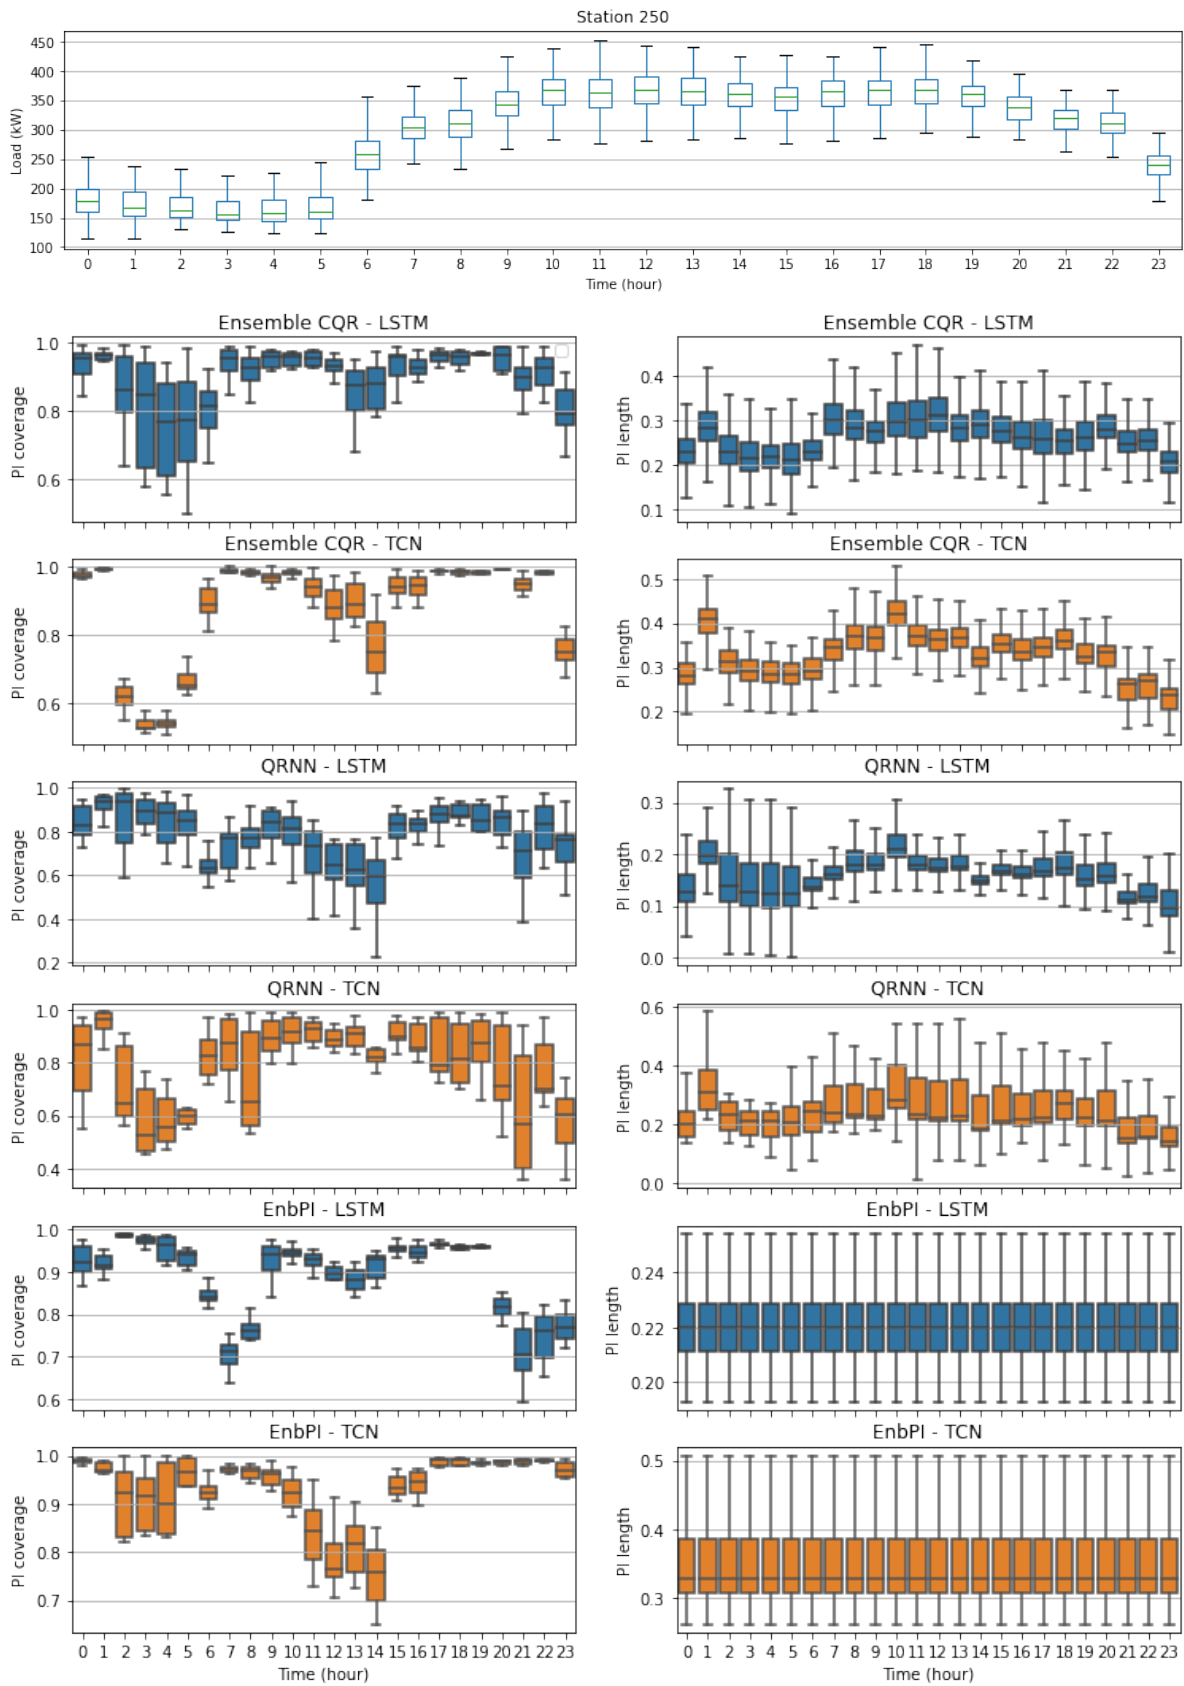 Station 250
Load (kW)
450
400
350
300
250
200
150
100
0 1 2 3 4 5 6 7 8 9 10 11 12 13 14 15 16 17 18 19 20 21 22 23
Time (hour)
Ensemble CQR - LSTM
PI coverage
1.0
0.8
0.6
Ensemble CQR - LSTM
PI length
0.4
0.3
0.2
0.1
Ensemble CQR - TCN
PI coverage
1.0
0.8
0.6
Ensemble CQR - TCN
PI length
0.5
0.4
0.3
0.2
QRNN - LSTM
PI coverage
1.0
0.8
0.6
0.4
0.2
QRNN - LSTM
PI length
0.3
0.2
0.1
0.0
QRNN - TCN
PI coverage
1.0
0.8
0.6
0.4
QRNN - TCN
PI length
0.6
0.4
0.2
0.0
EnbPI - LSTM
PI coverage
1.0
0.9
0.8
0.7
0.6
EnbPI - LSTM
PI length
0.24
0.22
0.20
EnbPI - TCN
PI coverage
1.0
0.9
0.8
0.7
0 1 2 3 4 5 6 7 8 9 10 11 12 13 14 15 16 17 18 19 20 21 22 23
Time (hour)
EnbPI - TCN
PI length
0.5
0.4
0.3
0 1 2 3 4 5 6 7 8 9 10 11 12 13 14 15 16 17 18 19 20 21 22 23
Time (hour)